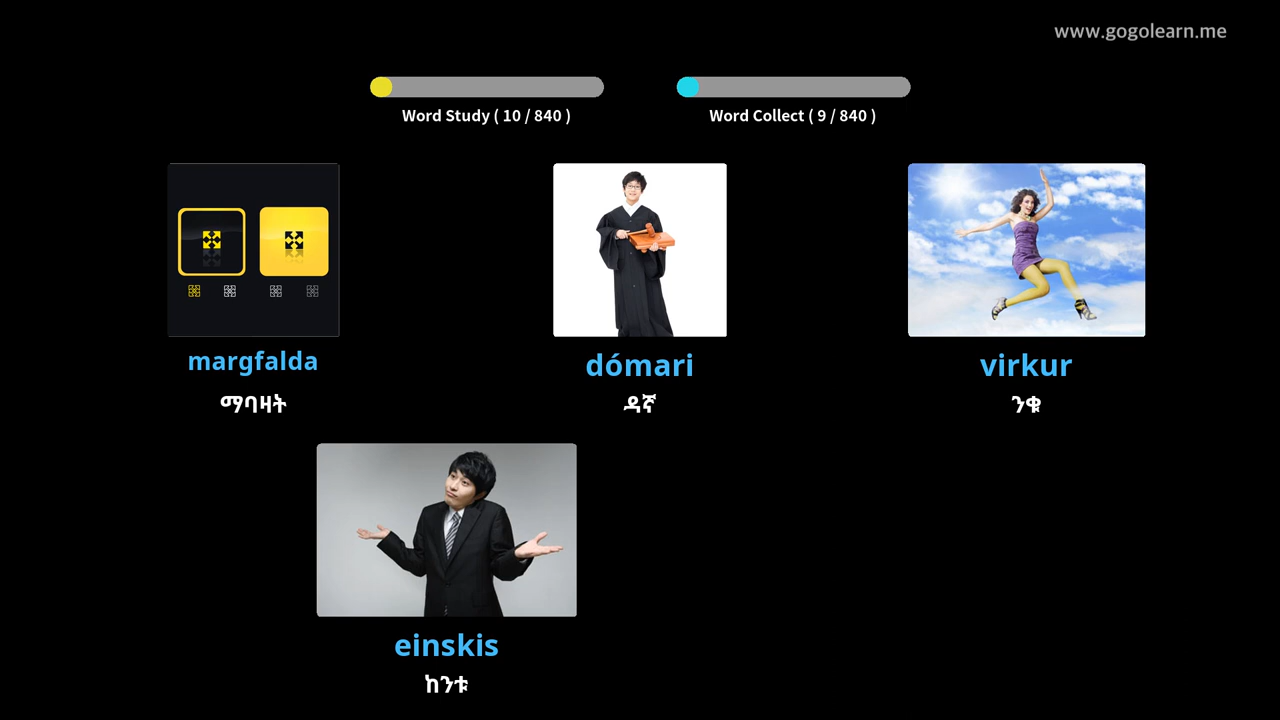 www.gogolearn.me
Word Study ( 10 / 840 )
Word Collect ( 9 / 840 )
margfalda
ማባዛት
dómari
ዳኛ
virkur
ንቁ
einskis
ከንቱ